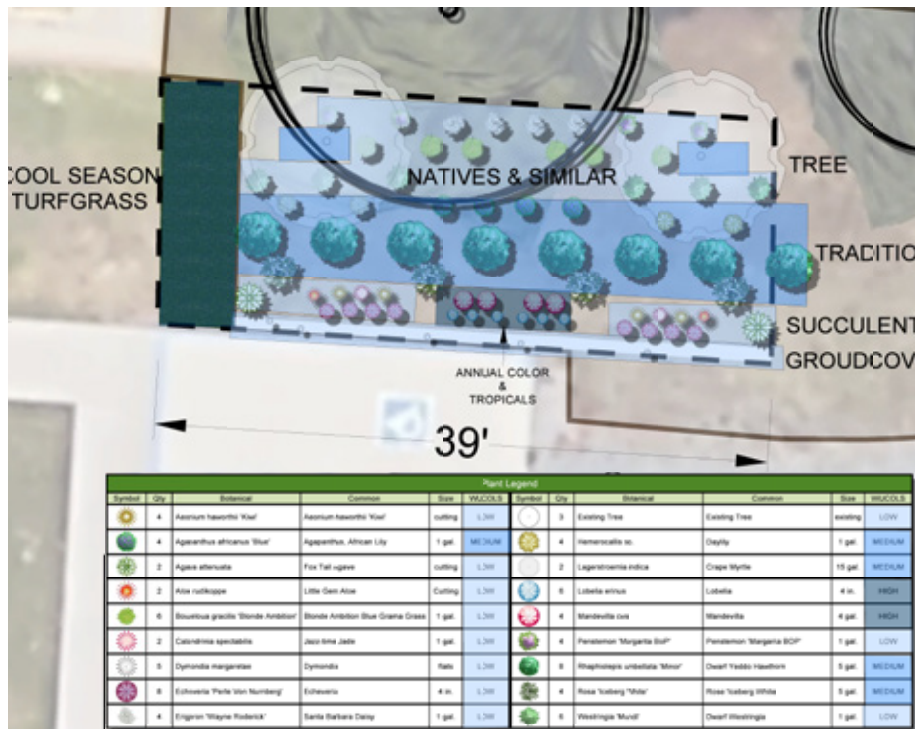 COOL SEASON
TURFGRASS
NATIVES & SIMILAR
TREE
TRADITIO
SUCCULENT
GROUDCOV
ANNUAL COLOR
&
TROPICALS
39'
Plant Legend
Symbol Qty Botanical Common Size WUCOLS Symbol Qty Botanical Common Size WUCOLS
4 Aeonium haworthii 'Kiwi' Aeonium haworthii 'Kiwi' cutting LOW 3 Existing Tree Existing Tree existing LOW
4 Agapanthus africanus 'Blue' Agapanthus, African Lily 1 gal. MEDIUM 4 Hemerocallis sp. Daylily 1 gal. MEDIUM
2 Agave attenuata Fox Tail Agave cutting LOW 2 Lagerstroemia indica Crape Myrtle 15 gal. MEDIUM
2 Aloe rudikoppe Little Gem Aloe Cutting LOW Lobelia erinus Lobelia 4 in. HIGH
6 Bouteloua gracilis 'Blonde Ambition' Blonde Ambition Blue Grama Grass 1 gal. LOW 4 Mandevilla cvs Mandevilla 4 gal. HIGH
2 Calandrinia spectabilis Jazz time Jade 1 gal. LOW 4 Penstemon 'Margarita BoP' Penstemon 'Margarita BOP' 1 gal. LOW
5 Dymondia margaretae Dymondia flats LOW 8 Rhaphiolepis umbellata 'Minor' Dwarf Yeddo Hawthorn 5 gal. MEDIUM
8 Echeveria 'Perle Von Nurnberg' Echeveria 4 in. LOW 4 Rosa 'Iceberg White' Rosa 'Iceberg White 5 gal. MEDIUM
4 Erigeron 'Wayne Roderick' Santa Barbara Daisy 1 gal. LOW Westringia 'Mundi' Dwarf Westringia 1 gal. LOW